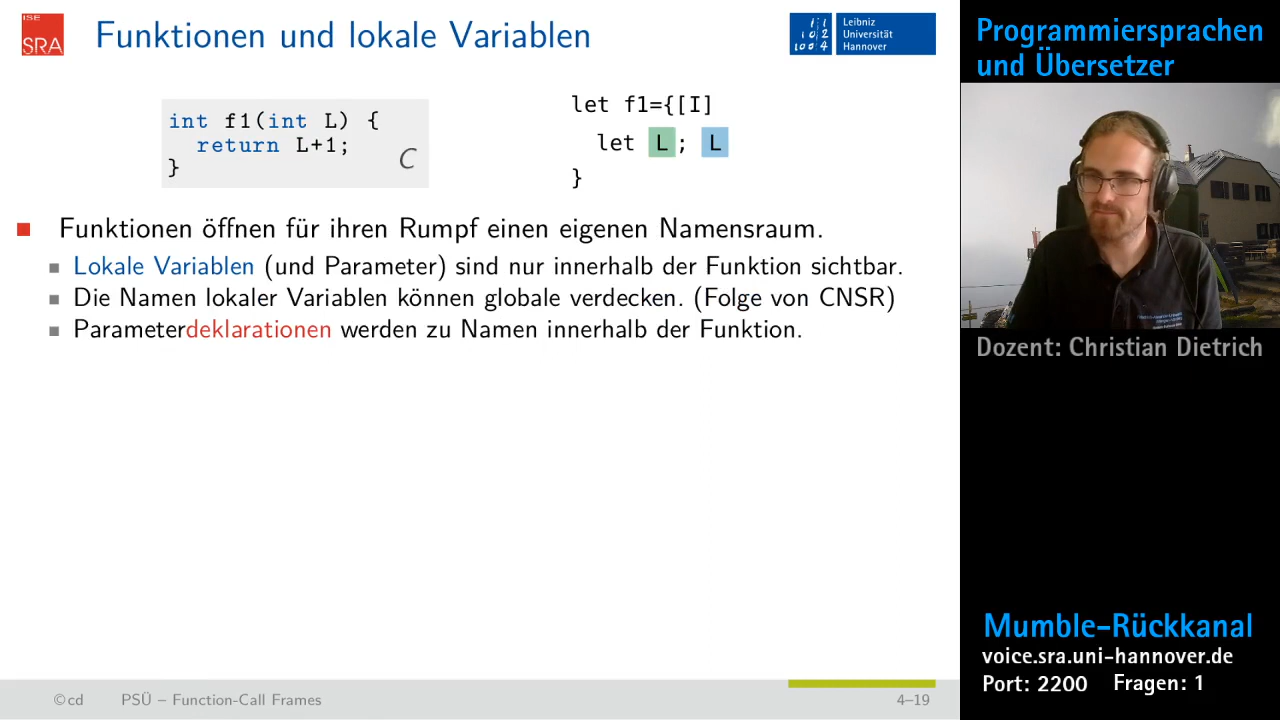 ISE
SRA
Funktionen und lokale Variablen
Leibniz
Universität
Hannover
int f1(int L) {
return L+1;
}
C
let f1={[I]
let L; L
}
Funktionen öffnen für ihren Rumpf einen eigenen Namensraum.
Lokale Variablen (und Parameter) sind nur innerhalb der Funktion sichtbar.
Die Namen lokaler Variablen können globale verdecken. (Folge von CNSR)
Parameterdeklarationen werden zu Namen innerhalb der Funktion.
©cd PSÜ – Function-Call Frames 4–19
Programmiersprachen
und Übersetzer
Dozent: Christian Dietrich
Mumble-Rückkanal
voice.sra.uni-hannover.de
Port: 2200 Fragen: 1